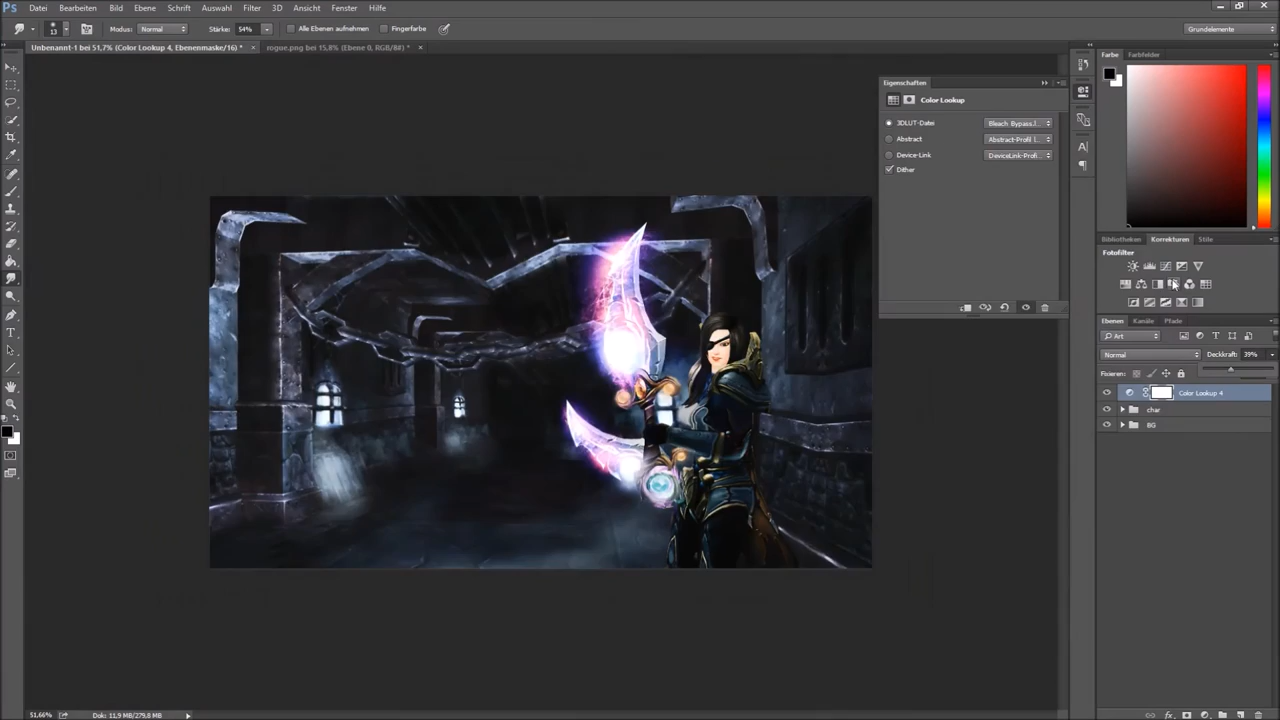 Ps Datei Bearbeiten Bild Ebene Schrift Auswahl Filter 3D Ansicht Fenster Hilfe
13 Modus: Normal Stärke: 54% Alle Ebenen aufnehmen Fingerfarbe Grundelemente
Unbenannt-1 bei 51,7% (Color Lookup 4, Ebenenmaske/16) * × rogue.png bei 15,8% (Ebene 0, RGB/8#) * ×
Farbe Farbfelder
Eigenschaften
Color Lookup
3DLUT-Datei Bleach Bypass.l...
Abstract Abstract-Profil l...
Device-Link DeviceLink-Profi...
Dither
Bibliotheken Korrekturen Stile
Fotofilter
Ebenen Kanäle Pfade
Art
Normal Deckkraft: 39%
Fixieren:
Color Lookup 4
char
BG
51,66% Dok: 11,9 MB/279,8 MB